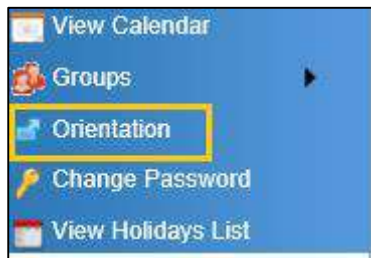 View Calendar
Groups
Orientation
Change Password
View Holidays List